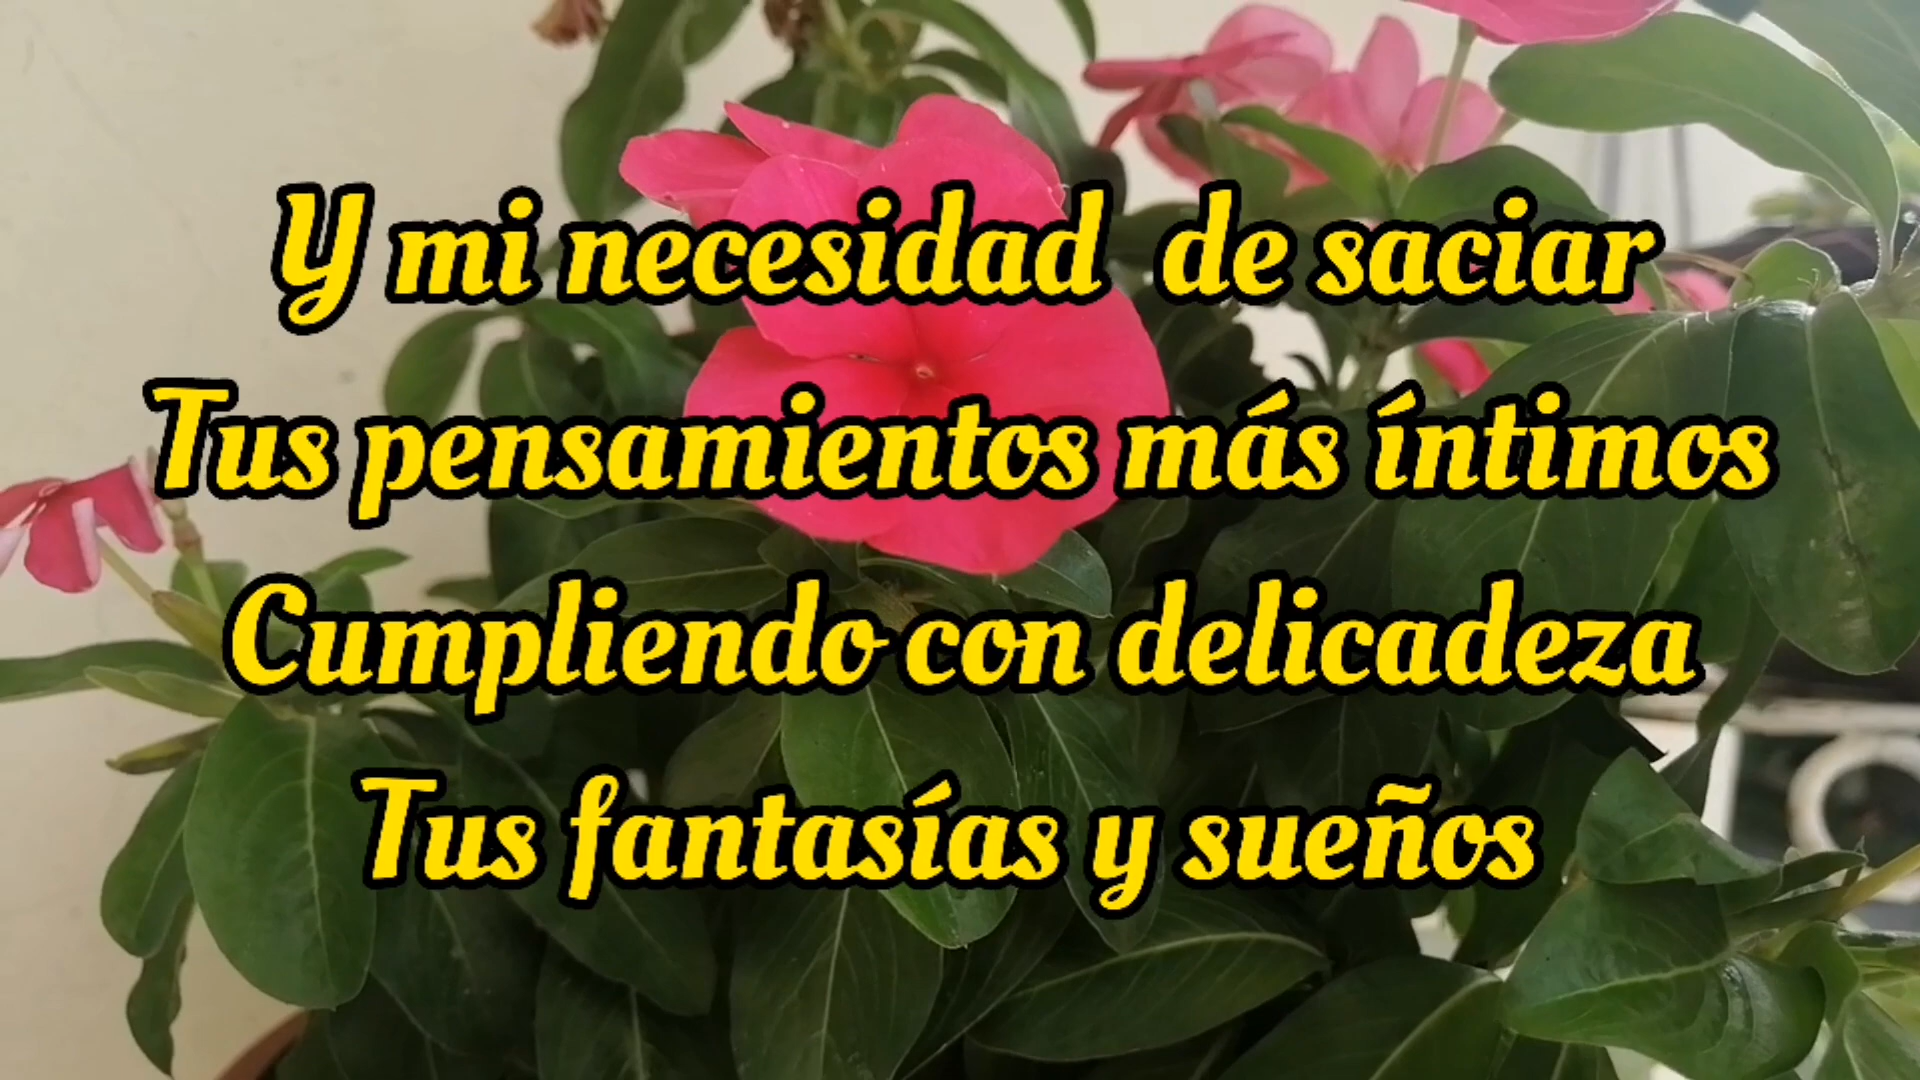 Y mi necesidad de saciar
Tus pensamientos más íntimos
Cumpliendo con delicadeza
Tus fantasías y sueños